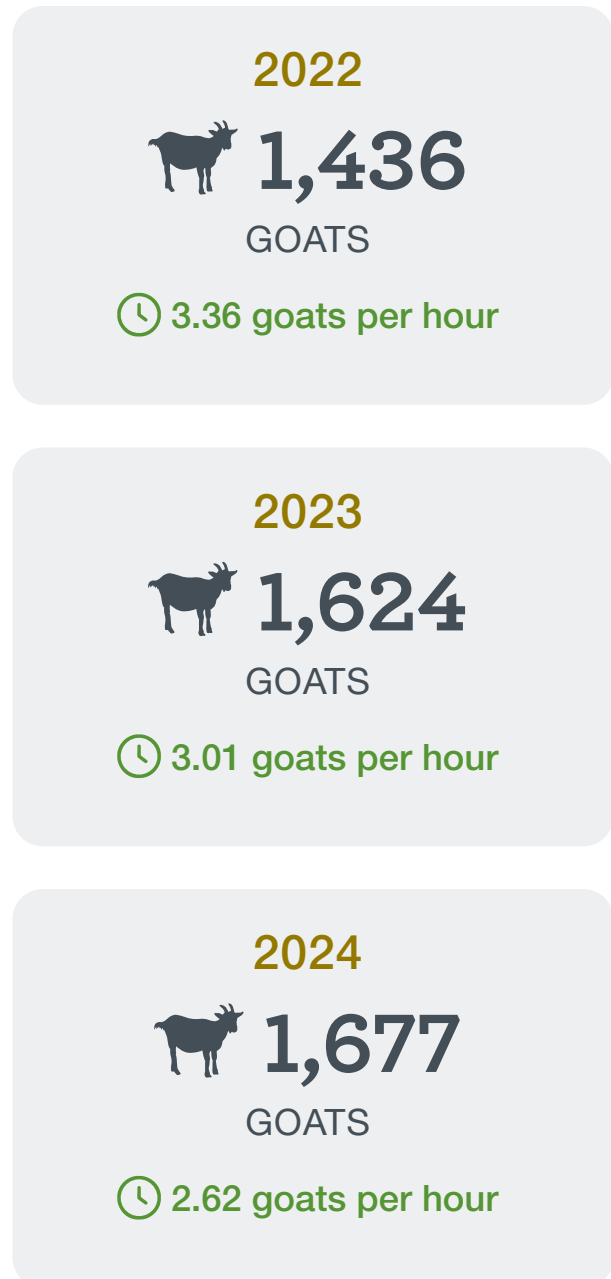 2022
1,436
GOATS
3.36 goats per hour
2023
1,624
GOATS
3.01 goats per hour
2024
1,677
GOATS
2.62 goats per hour